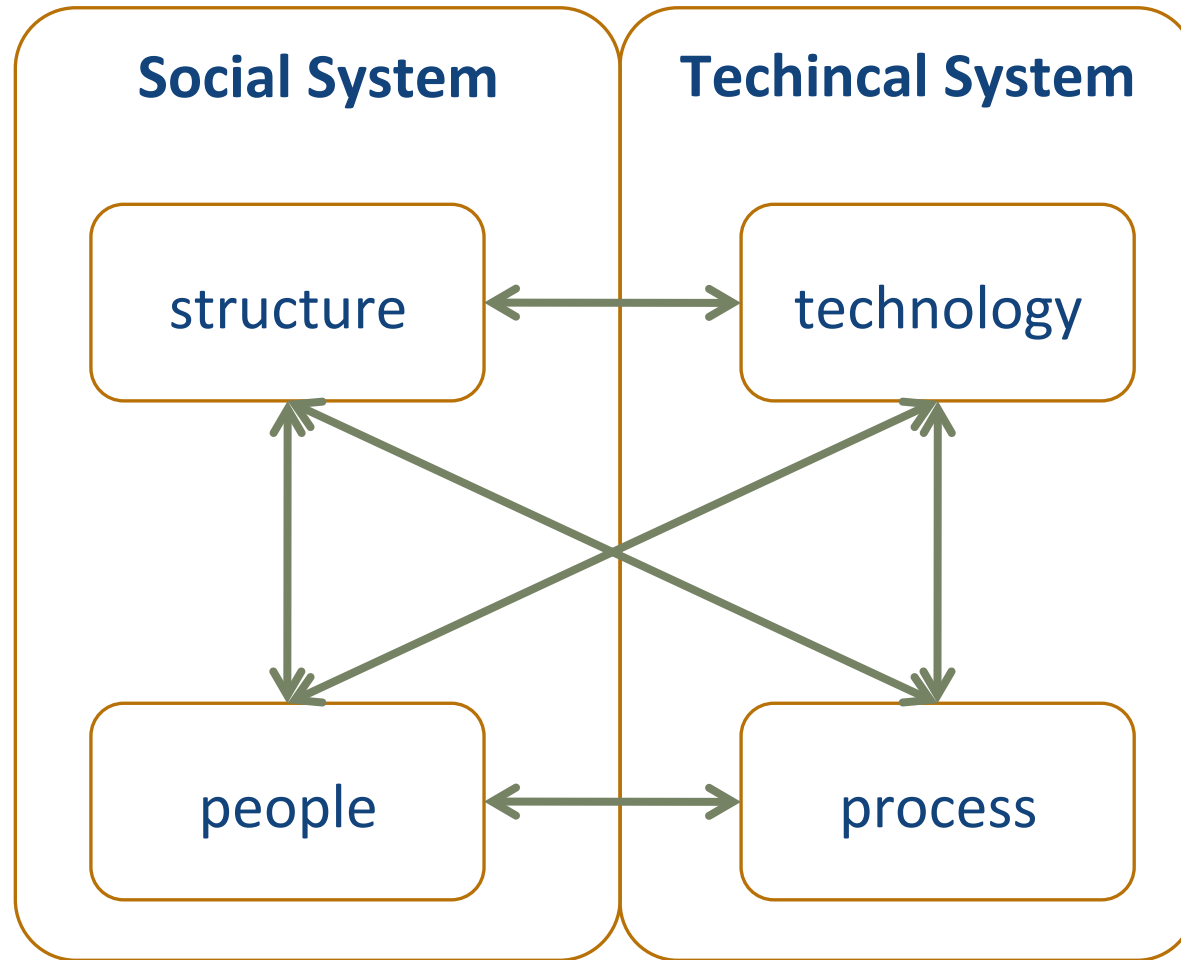 Social System
Techincal System
structure
technology
people
process